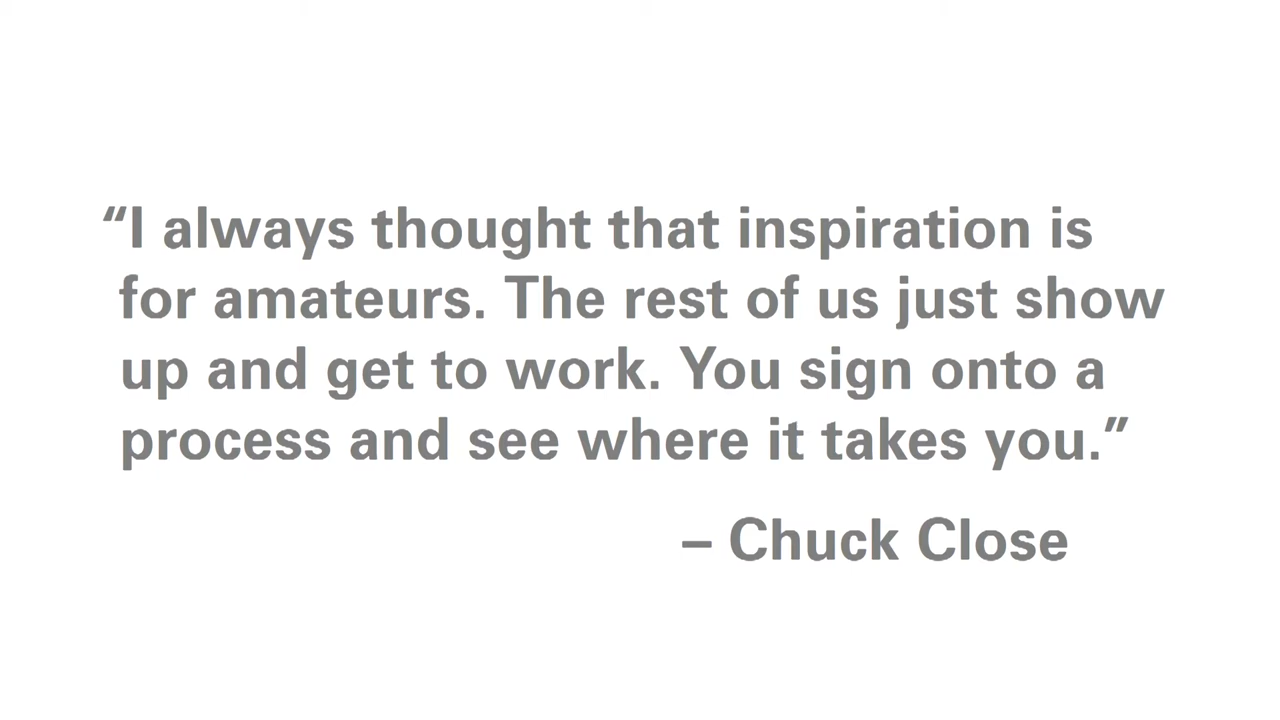 “I always thought that inspiration is
for amateurs. The rest of us just show
up and get to work. You sign onto a
process and see where it takes you.”
– Chuck Close